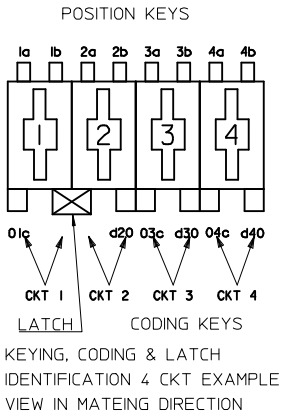 POSITION KEYS
1a 1b 2a 2b 3a 3b 4a 4b
1 2 3 4
01c d20 03c d30 04c d40
CKT 1 CKT 2 CKT 3 CKT 4
LATCH CODING KEYS
KEYING, CODING & LATCH
IDENTIFICATION 4 CKT EXAMPLE
VIEW IN MATEING DIRECTION